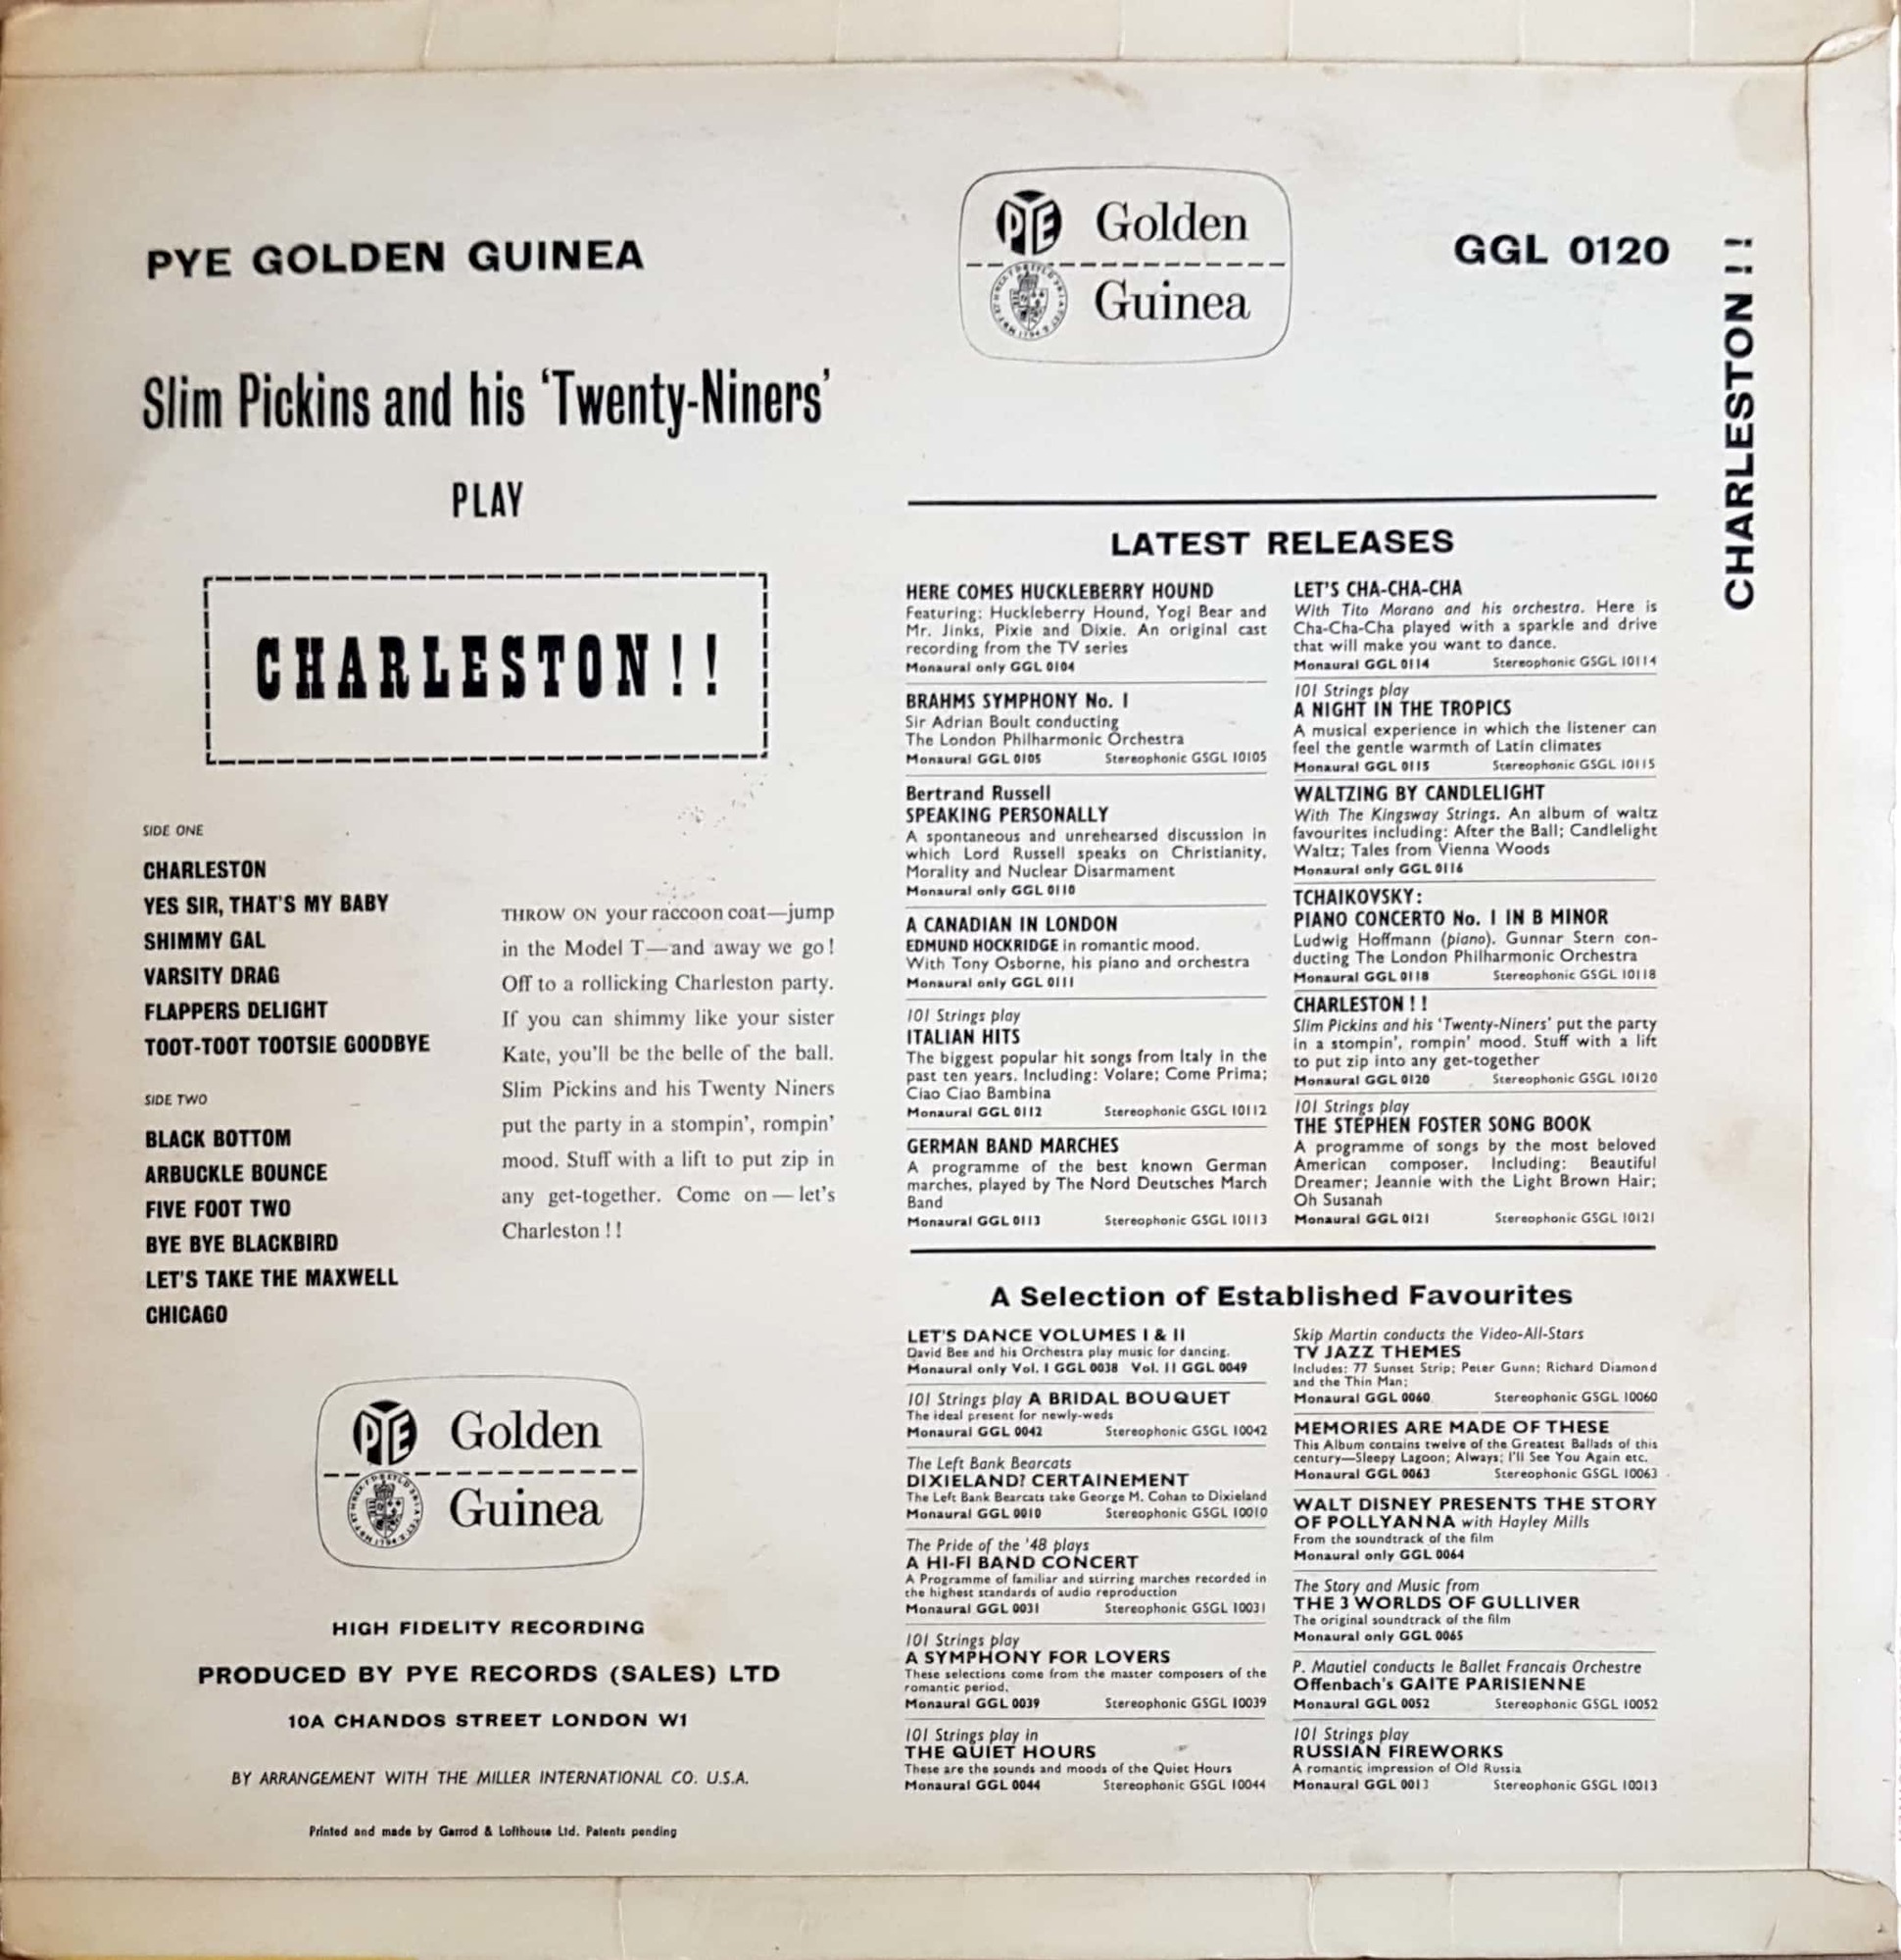 PYE GOLDEN GUINEA
PYE Golden
Guinea
GGL 0120
CHARLESTON ! !
Slim Pickins and his ‘Twenty-Niners’
PLAY
CHARLESTON!!
SIDE ONE
CHARLESTON
YES SIR, THAT'S MY BABY
SHIMMY GAL
VARSITY DRAG
FLAPPERS DELIGHT
TOOT-TOOT TOOTSIE GOODBYE
SIDE TWO
BLACK BOTTOM
ARBUCKLE BOUNCE
FIVE FOOT TWO
BYE BYE BLACKBIRD
LET'S TAKE THE MAXWELL
CHICAGO
THROW ON your raccoon coat—jump
in the Model T—and away we go!
Off to a rollicking Charleston party.
If you can shimmy like your sister
Kate, you'll be the belle of the ball.
Slim Pickins and his Twenty Niners
put the party in a stompin', rompin'
mood. Stuff with a lift to put zip in
any get-together. Come on — let's
Charleston ! !
PYE Golden
Guinea
HIGH FIDELITY RECORDING
PRODUCED BY PYE RECORDS (SALES) LTD
10A CHANDOS STREET LONDON W1
BY ARRANGEMENT WITH THE MILLER INTERNATIONAL CO. U.S.A.
Printed and made by Garrod & Lofthouse Ltd. Patents pending
LATEST RELEASES
HERE COMES HUCKLEBERRY HOUND
Featuring: Huckleberry Hound, Yogi Bear and
Mr. Jinks, Pixie and Dixie. An original cast
recording from the TV series
Monaural only GGL 0104
BRAHMS SYMPHONY No. 1
Sir Adrian Boult conducting
The London Philharmonic Orchestra
Monaural GGL 0105 Stereophonic GSGL 10105
Bertrand Russell
SPEAKING PERSONALLY
A spontaneous and unrehearsed discussion in
which Lord Russell speaks on Christianity,
Morality and Nuclear Disarmament
Monaural only GGL 0110
A CANADIAN IN LONDON
EDMUND HOCKRIDGE in romantic mood.
With Tony Osborne, his piano and orchestra
Monaural only GGL 0111
101 Strings play
ITALIAN HITS
The biggest popular hit songs from Italy in the
past ten years. Including: Volare; Come Prima;
Ciao Ciao Bambina
Monaural GGL 0112 Stereophonic GSGL 10112
GERMAN BAND MARCHES
A programme of the best known German
marches, played by The Nord Deutsches March
Band
Monaural GGL 0113 Stereophonic GSGL 10113
LET'S CHA-CHA-CHA
With Tito Morano and his orchestra. Here is
Cha-Cha-Cha played with a sparkle and drive
that will make you want to dance.
Monaural GGL 0114 Stereophonic GSGL 10114
101 Strings play
A NIGHT IN THE TROPICS
A musical experience in which the listener can
feel the gentle warmth of Latin climates
Monaural GGL 0115 Stereophonic GSGL 10115
WALTZING BY CANDLELIGHT
With The Kingsway Strings. An album of waltz
favourites including: After the Ball; Candlelight
Waltz; Tales from Vienna Woods
Monaural only GGL 0116
TCHAIKOVSKY:
PIANO CONCERTO No. 1 IN B MINOR
Ludwig Hoffmann (piano). Gunnar Stern con-
ducting The London Philharmonic Orchestra
Monaural GGL 0118 Stereophonic GSGL 10118
CHARLESTON ! !
Slim Pickins and his 'Twenty-Niners' put the party
in a stompin', rompin' mood. Stuff with a lift
to put zip into any get-together
Monaural GGL 0120 Stereophonic GSGL 10120
101 Strings play
THE STEPHEN FOSTER SONG BOOK
A programme of songs by the most beloved
American composer. Including: Beautiful
Dreamer; Jeannie with the Light Brown Hair;
Oh Susanah
Monaural GGL 0121 Stereophonic GSGL 10121
A Selection of Established Favourites
LET'S DANCE VOLUMES I & II
David Bee and his Orchestra play music for dancing.
Monaural only Vol. I GGL 0038 Vol. II GGL 0049
101 Strings play A BRIDAL BOUQUET
The ideal present for newly-weds
Monaural GGL 0042 Stereophonic GSGL 10042
The Left Bank Bearcats
DIXIELAND? CERTAINEMENT
The Left Bank Bearcats take George M. Cohan to Dixieland
Monaural GGL 0010 Stereophonic GSGL 10010
The Pride of the '48 plays
A HI-FI BAND CONCERT
A Programme of familiar and stirring marches recorded in
the highest standards of audio reproduction
Monaural GGL 0031 Stereophonic GSGL 10031
101 Strings play
A SYMPHONY FOR LOVERS
These selections come from the master composers of the
romantic period.
Monaural GGL 0039 Stereophonic GSGL 10039
101 Strings play in
THE QUIET HOURS
These are the sounds and moods of the Quiet Hours
Monaural GGL 0044 Stereophonic GSGL 10044
Skip Martin conducts the Video-All-Stars
TV JAZZ THEMES
Includes: 77 Sunset Strip; Peter Gunn; Richard Diamond
and the Thin Man;
Monaural GGL 0060 Stereophonic GSGL 10060
MEMORIES ARE MADE OF THESE
This Album contains twelve of the Greatest Ballads of this
century—Sleepy Lagoon; Always; I'll See You Again etc.
Monaural GGL 0063 Stereophonic GSGL 10063
WALT DISNEY PRESENTS THE STORY
OF POLLYANNA with Hayley Mills
From the soundtrack of the film
Monaural only GGL 0064
The Story and Music from
THE 3 WORLDS OF GULLIVER
The original soundtrack of the film
Monaural only GGL 0065
P. Mautiel conducts le Ballet Francais Orchestre
Offenbach's GAITE PARISIENNE
Monaural GGL 0052 Stereophonic GSGL 10052
101 Strings play
RUSSIAN FIREWORKS
A romantic impression of Old Russia
Monaural GGL 0013 Stereophonic GSGL 10013